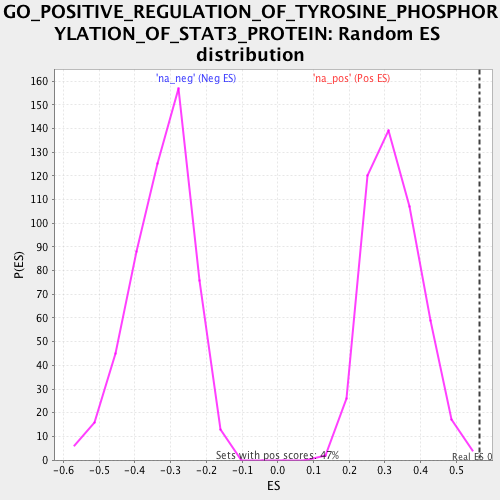 GO_POSITIVE_REGULATION_OF_TYROSINE_PHOSPHOR
YLATION_OF_STAT3_PROTEIN: Random ES
distribution
'na_neg' (Neg ES)
'na_pos' (Pos ES)
160
150
140
130
120
110
100
90
80
70
60
50
40
30
20
10
0
P(ES)
Sets with pos scores: 47%
Real ES 0
-0.6 -0.5 -0.4 -0.3 -0.2 -0.1 0.0 0.1 0.2 0.3 0.4 0.5
ES